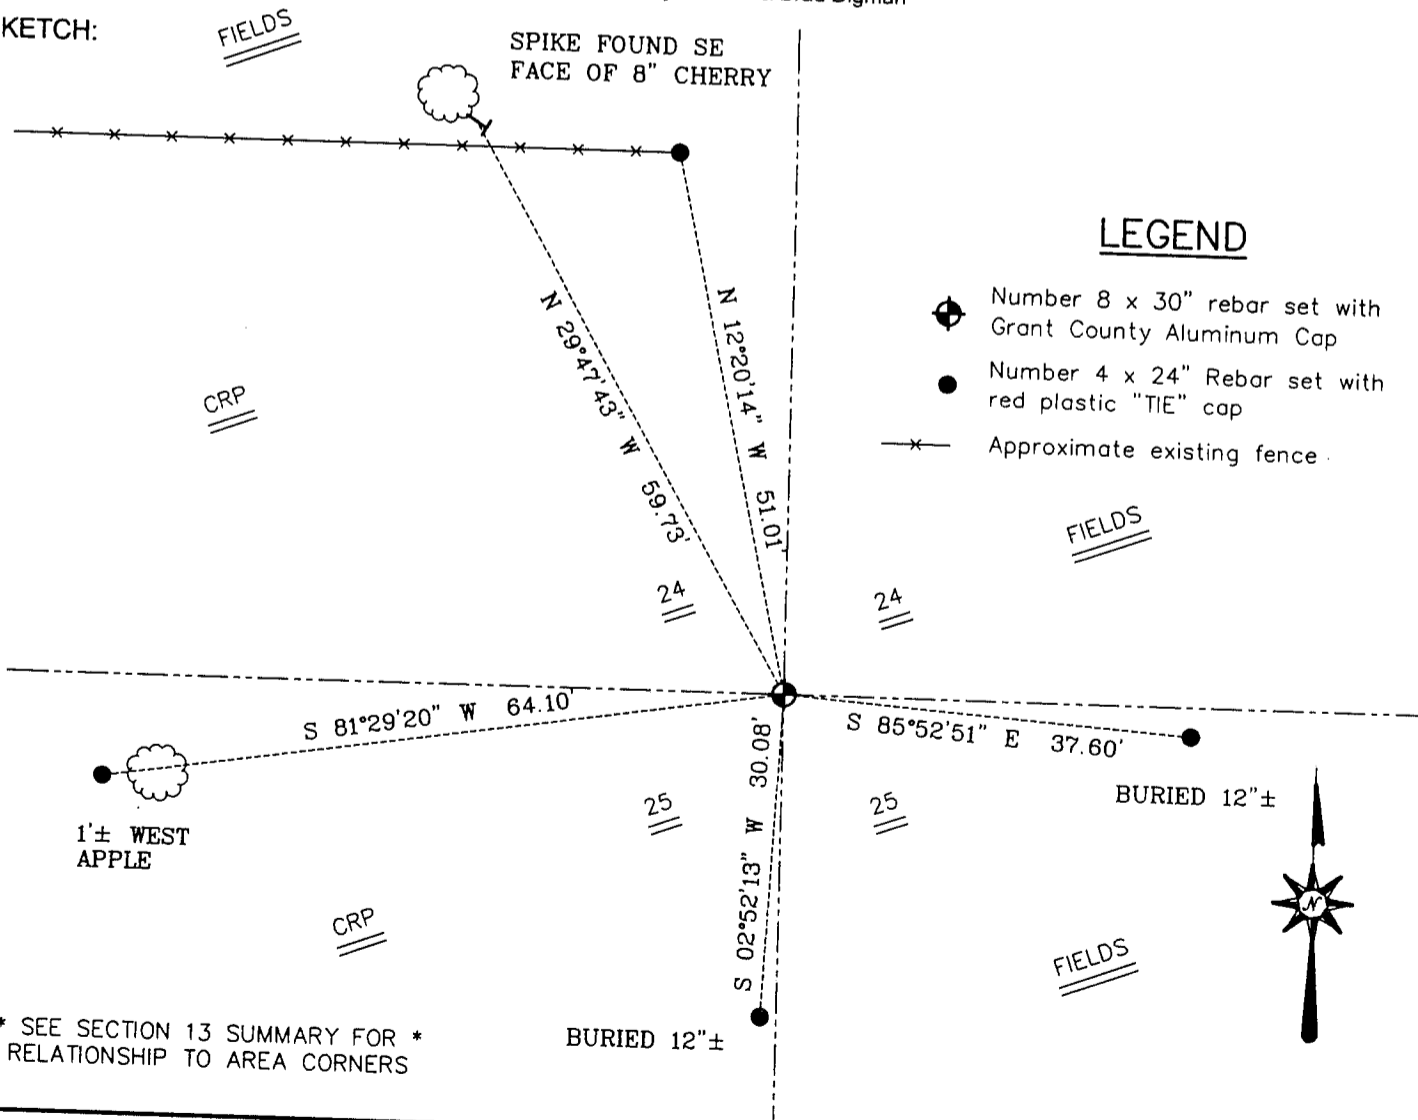 KETCH:
FIELDS
SPIKE FOUND SE
FACE OF 8" CHERRY
LEGEND
Number 8 x 30" rebar set with
Grant County Aluminum Cap
Number 4 x 24" Rebar set with
red plastic "TIE" cap
Approximate existing fence
N 29°47'43" W 59.73'
N 12°20'14" W 51.01'
CRP
FIELDS
24
24
S 81°29'20" W 64.10'
S 85°52'51" E 37.60'
BURIED 12"±
S 02°52'13" W 30.08'
25
25
1'± WEST
APPLE
CRP
FIELDS
N
BURIED 12"±
* SEE SECTION 13 SUMMARY FOR *
RELATIONSHIP TO AREA CORNERS